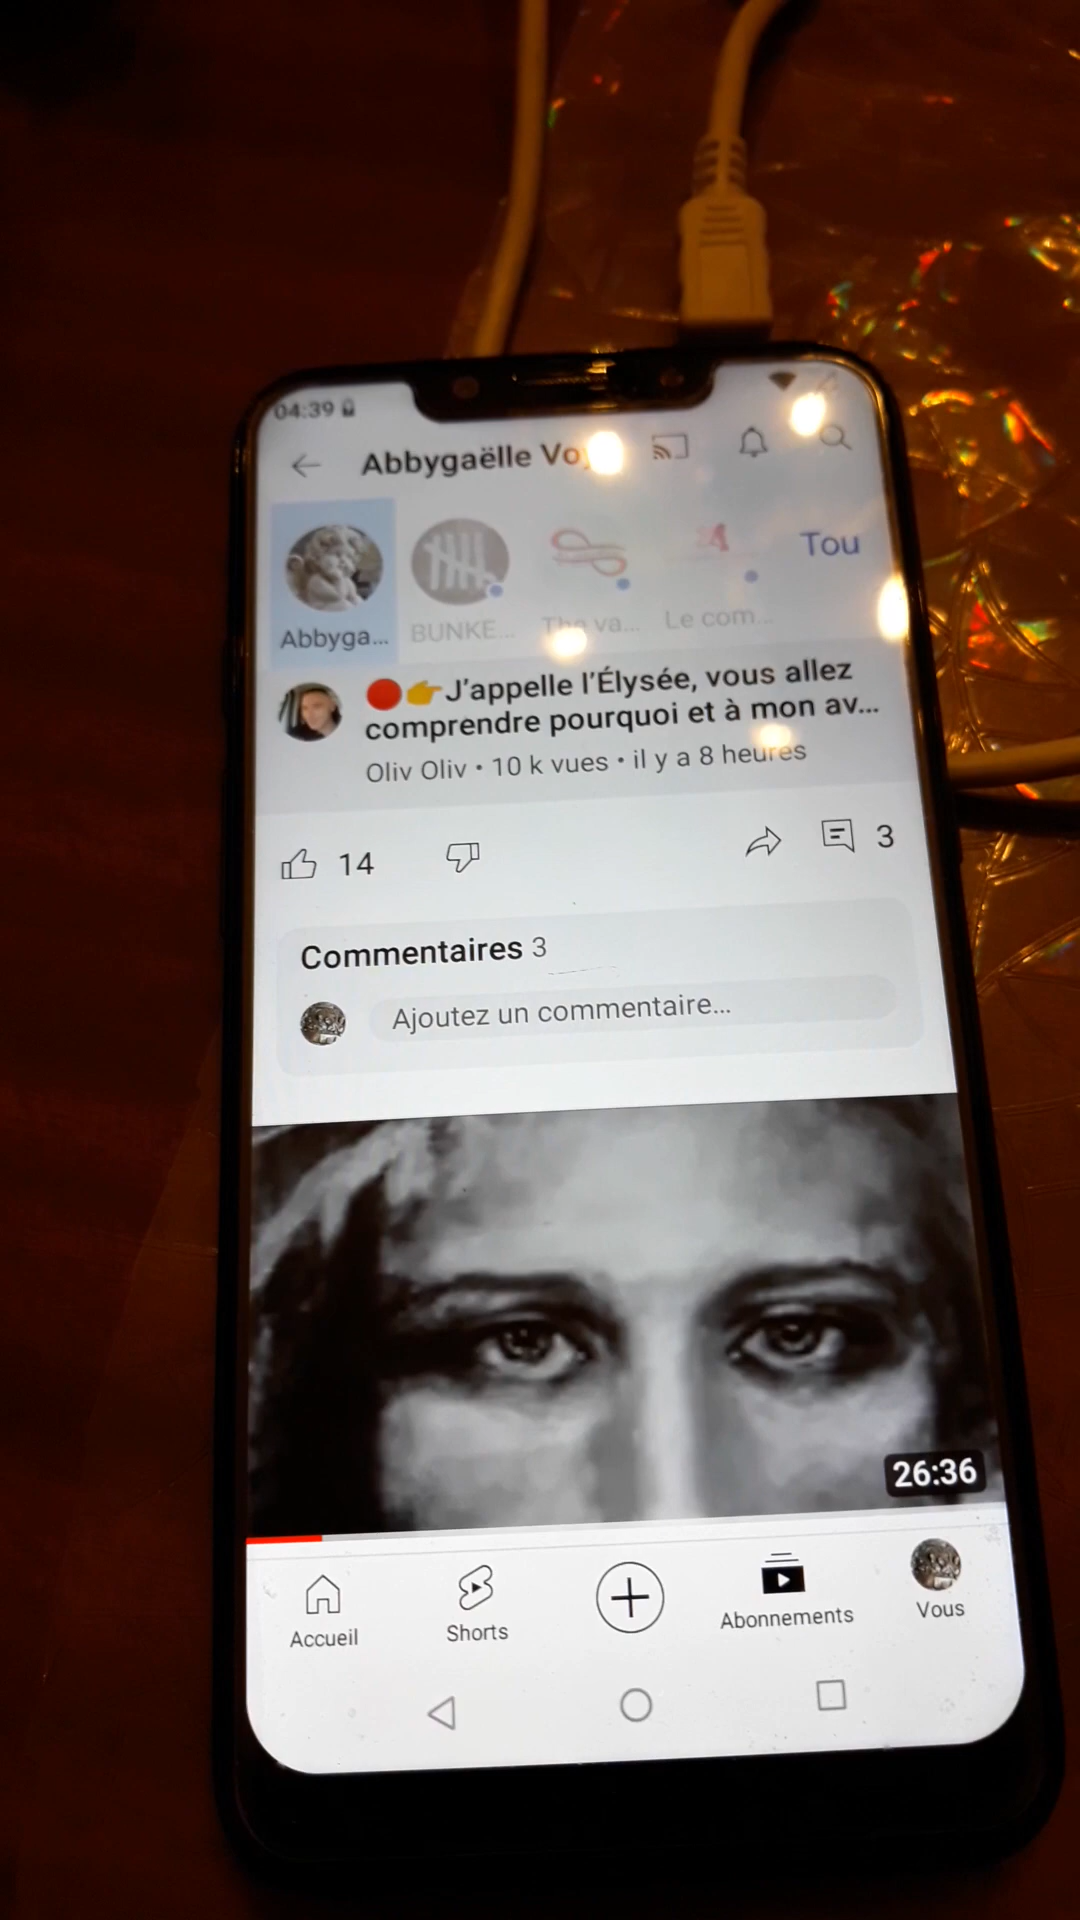 04:39
Abbygaëlle Vo
Abbyga... BUNKE... The va... Le com... Tou
J'appelle l'Élysée, vous allez
comprendre pourquoi et à mon av...
Oliv Oliv • 10 k vues • il y a 8 heures
14 3
Commentaires 3
Ajoutez un commentaire...
26:36
Accueil Shorts Abonnements Vous